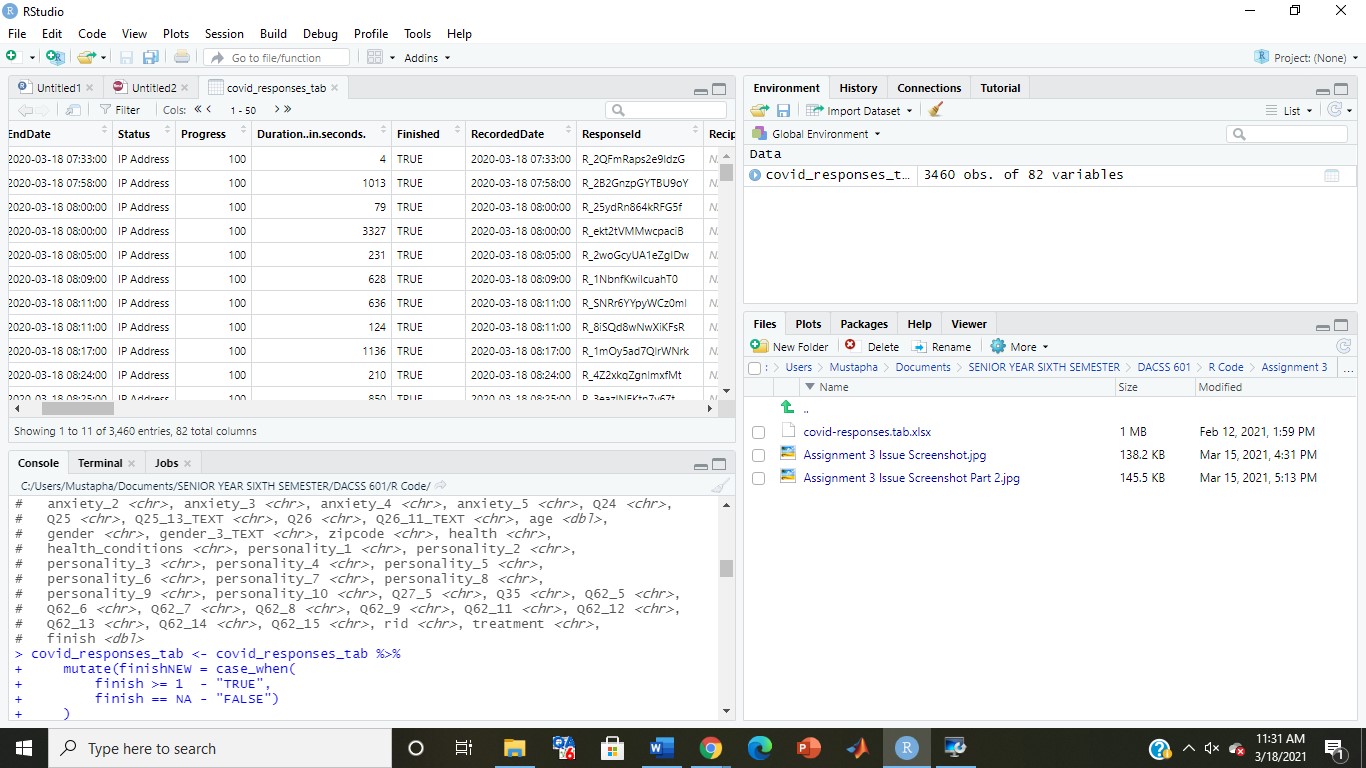 RStudio
File Edit Code View Plots Session Build Debug Profile Tools Help
Go to file/function Addins Project: (None)
Untitled1 Untitled2 covid_responses_tab
Filter Cols: 1 - 50
EndDate Status Progress Duration..in.seconds. Finished RecordedDate ResponseId Recip
2020-03-18 07:33:00 IP Address 100 4 TRUE 2020-03-18 07:33:00 R_2QFmRaps2e9IdzG
2020-03-18 07:58:00 IP Address 100 1013 TRUE 2020-03-18 07:58:00 R_2B2GnzpGYTBU9oY
2020-03-18 08:00:00 IP Address 100 79 TRUE 2020-03-18 08:00:00 R_25ydRn864kRFG5f
2020-03-18 08:00:00 IP Address 100 3327 TRUE 2020-03-18 08:00:00 R_ekt2tVMMwcpaciB
2020-03-18 08:05:00 IP Address 100 231 TRUE 2020-03-18 08:05:00 R_2woGcyUA1eZgIDw
2020-03-18 08:09:00 IP Address 100 628 TRUE 2020-03-18 08:09:00 R_1NbnfKwilcuahT0
2020-03-18 08:11:00 IP Address 100 636 TRUE 2020-03-18 08:11:00 R_SNRr6YYpyWCz0mI
2020-03-18 08:11:00 IP Address 100 124 TRUE 2020-03-18 08:11:00 R_8iSQd8wNwXiKFsR
2020-03-18 08:17:00 IP Address 100 1136 TRUE 2020-03-18 08:17:00 R_1mOy5ad7QlrWNrk
2020-03-18 08:24:00 IP Address 100 210 TRUE 2020-03-18 08:24:00 R_4Z2xkqZgnImxfMt
Showing 1 to 11 of 3,460 entries, 82 total columns
Console Terminal Jobs
C:/Users/Mustapha/Documents/SENIOR YEAR SIXTH SEMESTER/DACSS 601/R Code/
# anxiety_2 <chr>, anxiety_3 <chr>, anxiety_4 <chr>, anxiety_5 <chr>, Q24 <chr>,
# Q25 <chr>, Q25_13_TEXT <chr>, Q26 <chr>, Q26_11_TEXT <chr>, age <dbl>,
# gender <chr>, gender_3_TEXT <chr>, zipcode <chr>, health <chr>,
# health_conditions <chr>, personality_1 <chr>, personality_2 <chr>,
# personality_3 <chr>, personality_4 <chr>, personality_5 <chr>,
# personality_6 <chr>, personality_7 <chr>, personality_8 <chr>,
# personality_9 <chr>, personality_10 <chr>, Q27_5 <chr>, Q35 <chr>, Q62_5 <chr>,
# Q62_6 <chr>, Q62_7 <chr>, Q62_8 <chr>, Q62_9 <chr>, Q62_11 <chr>, Q62_12 <chr>,
# Q62_13 <chr>, Q62_14 <chr>, Q62_15 <chr>, rid <chr>, treatment <chr>,
# finish <dbl>
> covid_responses_tab <- covid_responses_tab %>%
+ mutate(finishNEW = case_when(
+ finish >= 1 - "TRUE",
+ finish == NA - "FALSE")
+ )
Environment History Connections Tutorial
Import Dataset List
Global Environment
Data
covid_responses_t… 3460 obs. of 82 variables
Files Plots Packages Help Viewer
New Folder Delete Rename More
: Users Mustapha Documents SENIOR YEAR SIXTH SEMESTER DACSS 601 R Code Assignment 3 ...
Name Size Modified
..
covid-responses.tab.xlsx 1 MB Feb 12, 2021, 1:59 PM
Assignment 3 Issue Screenshot.jpg 138.2 KB Mar 15, 2021, 4:31 PM
Assignment 3 Issue Screenshot Part 2.jpg 145.5 KB Mar 15, 2021, 5:13 PM
Type here to search
11:31 AM
3/18/2021